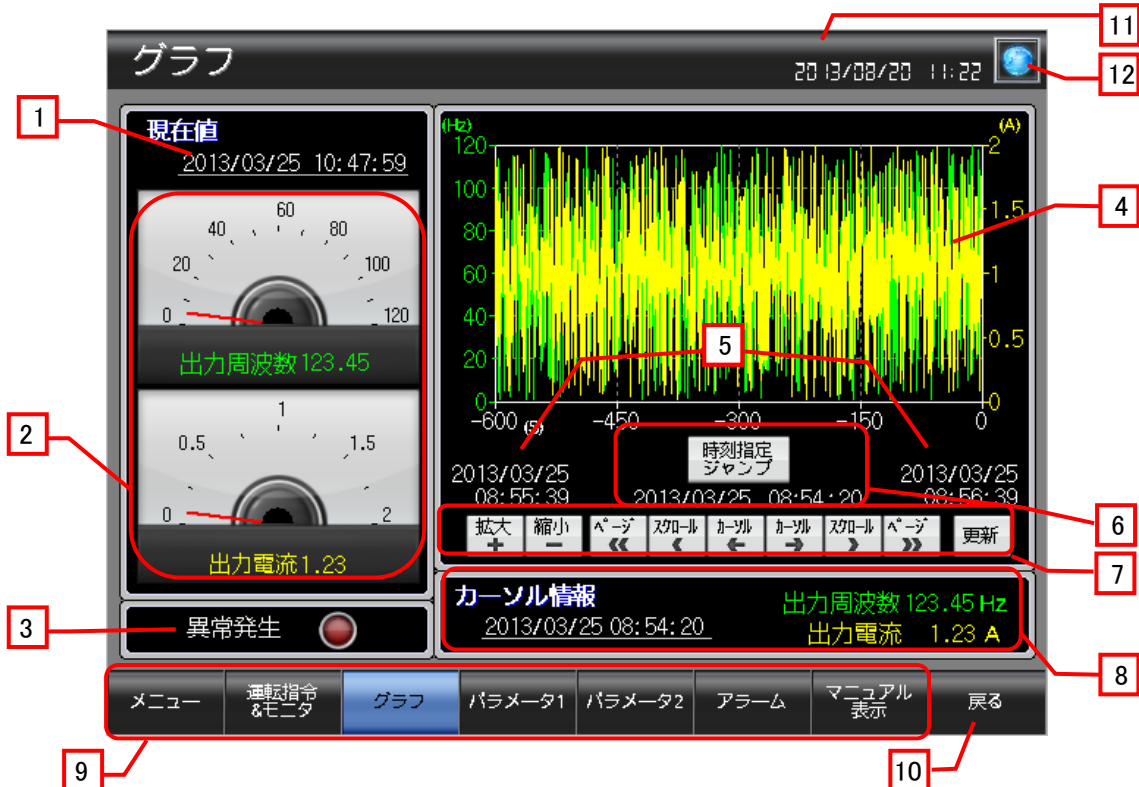 11
グラフ
2013/08/20 11:22
12
1
現在値
2013/03/25 10:47:59
0 20 40 60 80 100 120
出力周波数123.45
2
0 0.5 1 1.5 2
出力電流1.23
3
異常発生
(Hz)
(A)
120
100
80
60
40
20
0
2
1.5
1
0.5
0
4
5
-600 (S) -450 -300 -150 0
時刻指定
ジャンプ
2013/03/25
08:55:39
2013/03/25 08:54:20
2013/03/25
08:56:39
6
拡大
+
縮小
-
ページ
≪
スクロール
<
カーソル
←
カーソル
→
スクロール
>
ページ
≫
更新
7
カーソル情報
2013/03/25 08:54:20
出力周波数 123.45 Hz
出力電流 1.23 A
8
メニュー
運転指令
&モニタ
グラフ
パラメータ1
パラメータ2
アラーム
マニュアル
表示
戻る
9
10